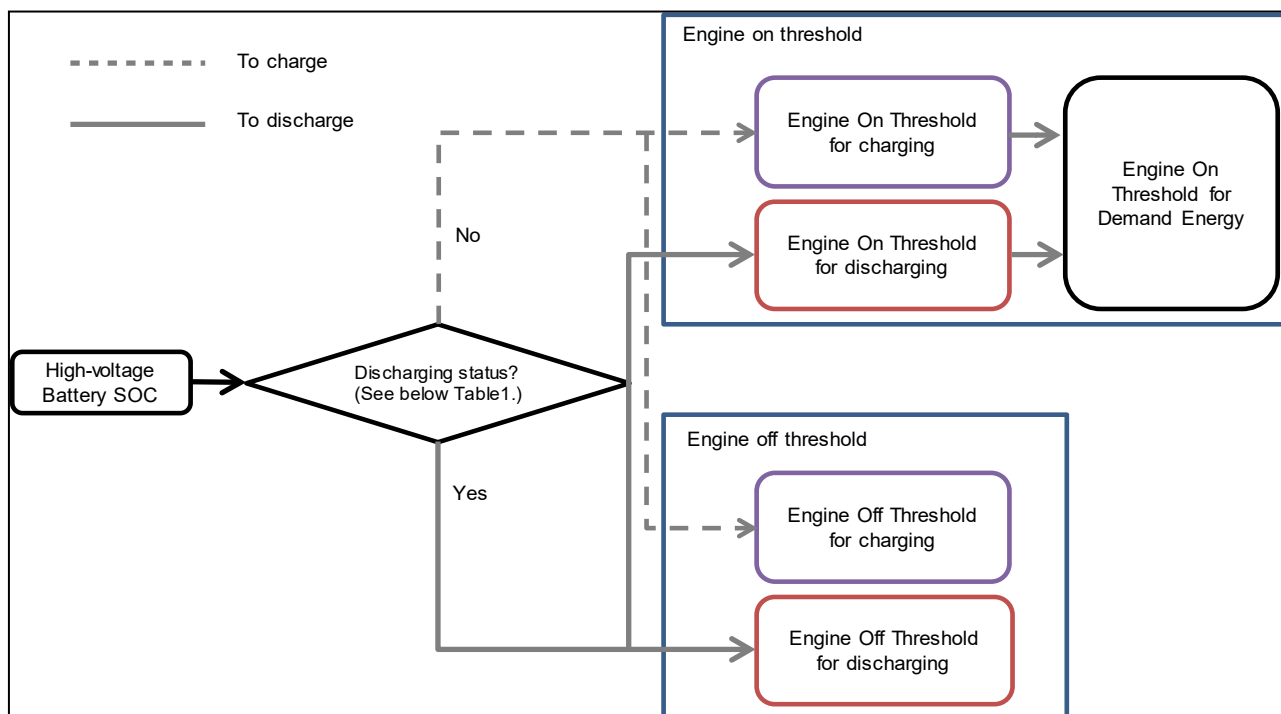 To charge
To discharge
Engine on threshold
Engine On Threshold
for charging
Engine On
Threshold for
Demand Energy
Engine On Threshold
for discharging
No
High-voltage
Battery SOC
Discharging status?
(See below Table1.)
Yes
Engine off threshold
Engine Off Threshold
for charging
Engine Off Threshold
for discharging